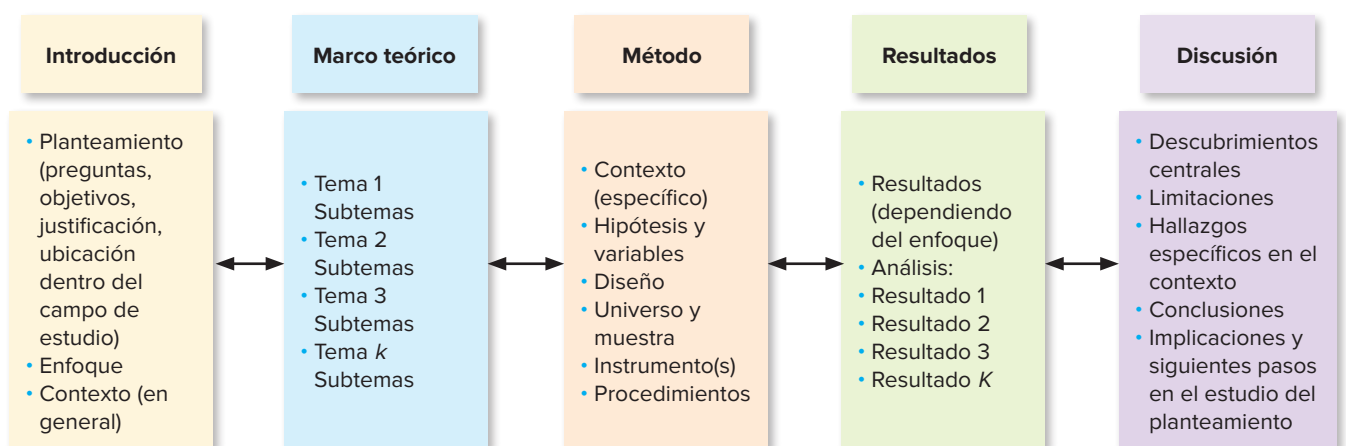 Introducción
• Planteamiento
(preguntas,
objetivos,
justificación,
ubicación
dentro del
campo de
estudio)
• Enfoque
• Contexto (en
general)
Marco teórico
• Tema 1
Subtemas
• Tema 2
Subtemas
• Tema 3
Subtemas
• Tema k
Subtemas
Método
• Contexto
(específico)
• Hipótesis y
variables
• Diseño
• Universo y
muestra
• Instrumento(s)
• Procedimientos
Resultados
• Resultados
(dependiendo
del enfoque)
• Análisis:
• Resultado 1
• Resultado 2
• Resultado 3
• Resultado K
Discusión
• Descubrimientos
centrales
• Limitaciones
• Hallazgos
específicos en el
contexto
• Conclusiones
• Implicaciones y
siguientes pasos
en el estudio del
planteamiento